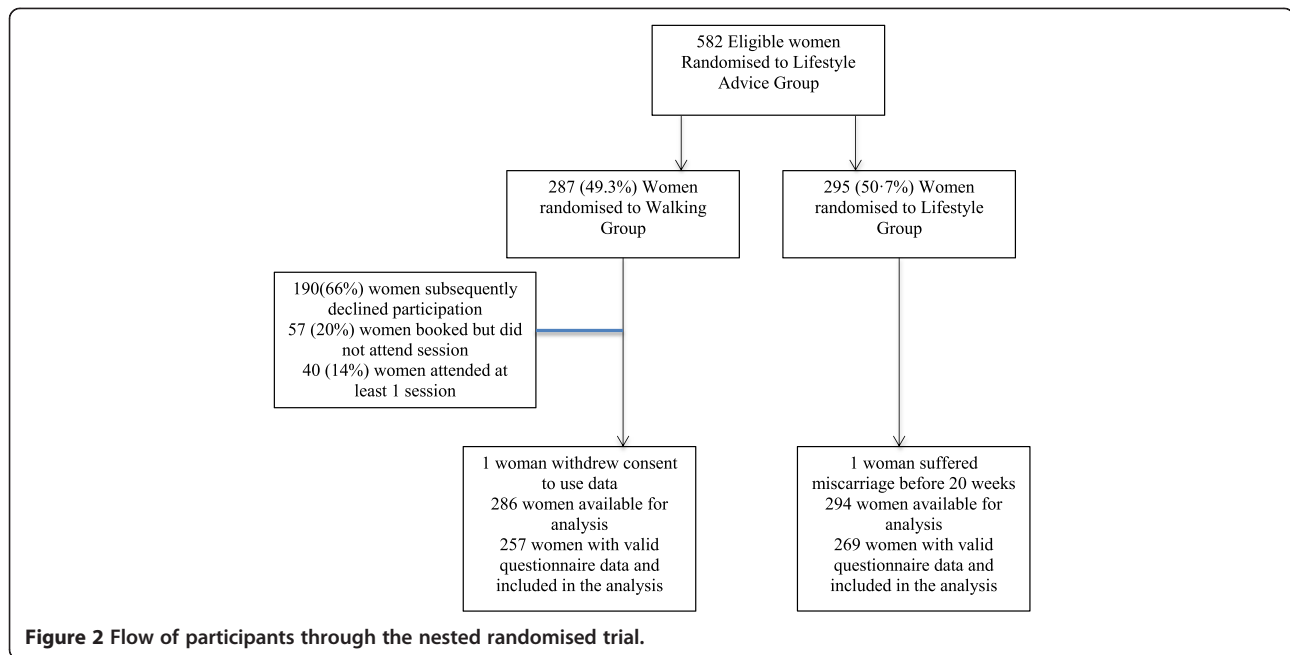 582 Eligible women
Randomised to Lifestyle
Advice Group
287 (49.3%) Women
randomised to Walking
Group
295 (50·7%) Women
randomised to Lifestyle
Group
190(66%) women subsequently
declined participation
57 (20%) women booked but did
not attend session
40 (14%) women attended at
least 1 session
1 woman withdrew consent
to use data
286 women available for
analysis
257 women with valid
questionnaire data and
included in the analysis
1 woman suffered
miscarriage before 20 weeks
294 women available for
analysis
269 women with valid
questionnaire data and
included in the analysis
Figure 2 Flow of participants through the nested randomised trial.